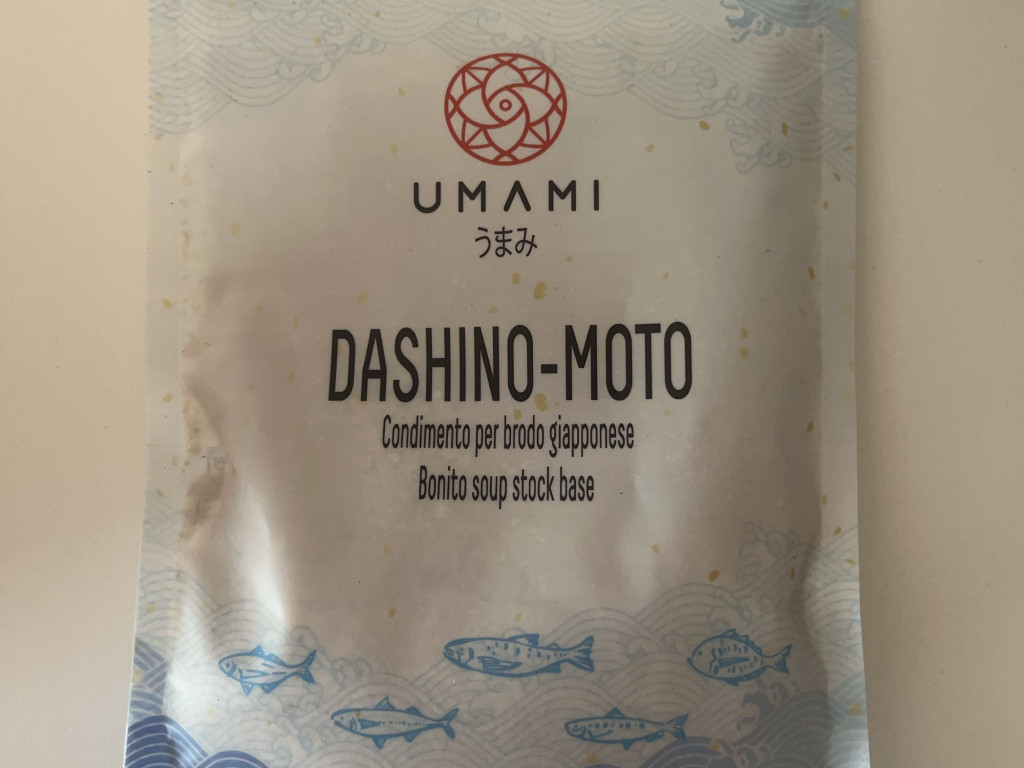 UMAMI
うまみ
DASHINO-MOTO
Condimento per brodo giapponese
Bonito soup stock base